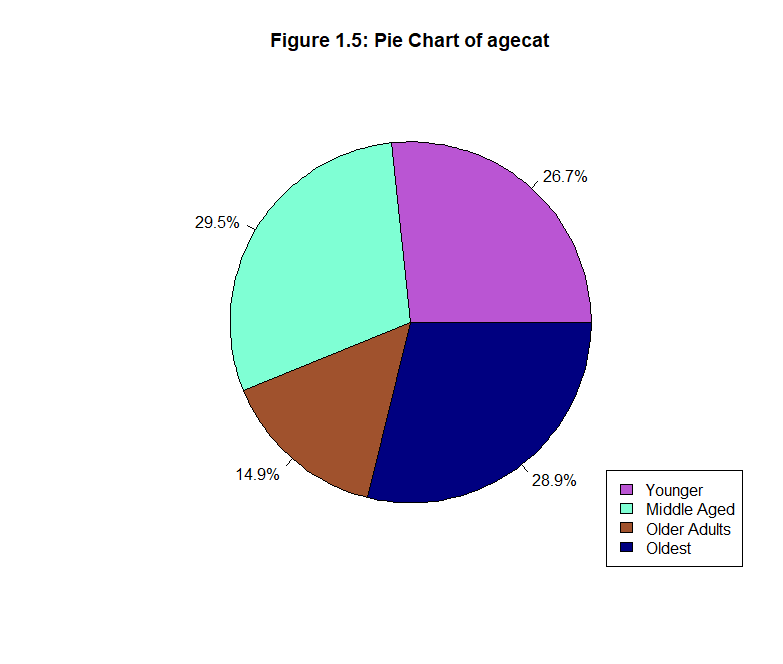 Figure 1.5: Pie Chart of agecat
26.7%
29.5%
14.9%
28.9%
Younger
Middle Aged
Older Adults
Oldest